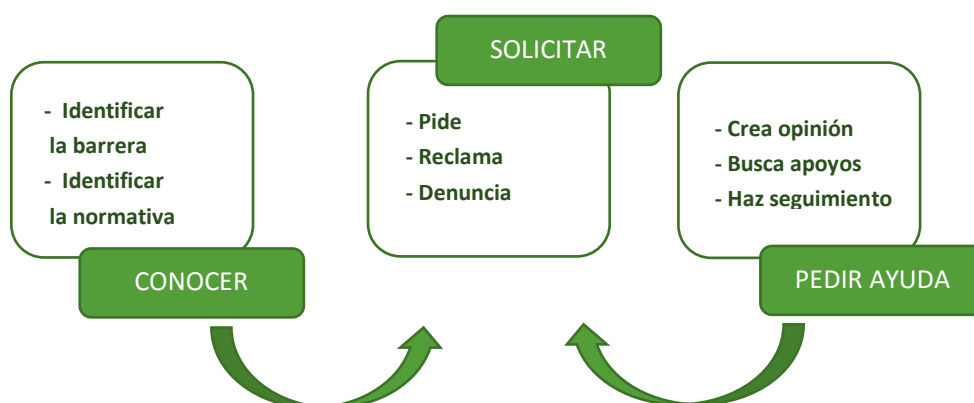 - Identificar
la barrera
- Identificar
la normativa
CONOCER
SOLICITAR
- Pide
- Reclama
- Denuncia
- Crea opinión
- Busca apoyos
- Haz seguimiento
PEDIR AYUDA